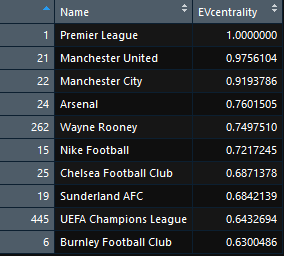 Name EVcentrality
1 Premier League 1.0000000
21 Manchester United 0.9756104
22 Manchester City 0.9193786
24 Arsenal 0.7601505
262 Wayne Rooney 0.7497510
15 Nike Football 0.7217245
25 Chelsea Football Club 0.6871378
19 Sunderland AFC 0.6842139
445 UEFA Champions League 0.6432694
6 Burnley Football Club 0.6300486